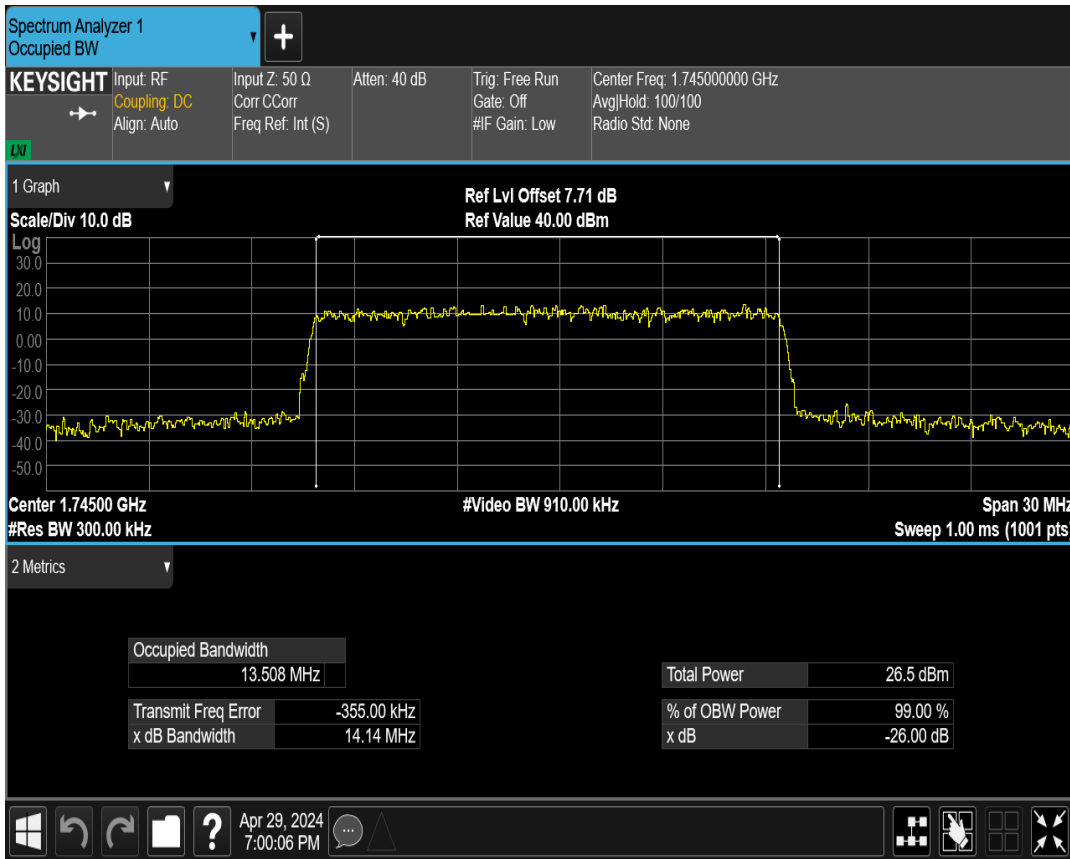 Spectrum Analyzer 1
Occupied BW
KEYSIGHT
LXI
Input: RF
Coupling: DC
Align: Auto
Input Z: 50 Ω
Corr CCorr
Freq Ref: Int (S)
Atten: 40 dB
Trig: Free Run
Gate: Off
#IF Gain: Low
Center Freq: 1.745000000 GHz
Avg|Hold: 100/100
Radio Std: None
1 Graph
Scale/Div 10.0 dB
Ref Lvl Offset 7.71 dB
Ref Value 40.00 dBm
Log
30.0
20.0
10.0
0.00
-10.0
-20.0
-30.0
-40.0
-50.0
Center 1.74500 GHz
#Video BW 910.00 kHz
Span 30 MHz
#Res BW 300.00 kHz
Sweep 1.00 ms (1001 pts)
2 Metrics
Occupied Bandwidth
13.508 MHz
Transmit Freq Error -355.00 kHz
x dB Bandwidth 14.14 MHz
Total Power 26.5 dBm
% of OBW Power 99.00 %
x dB -26.00 dB
?
Apr 29, 2024
7:00:06 PM